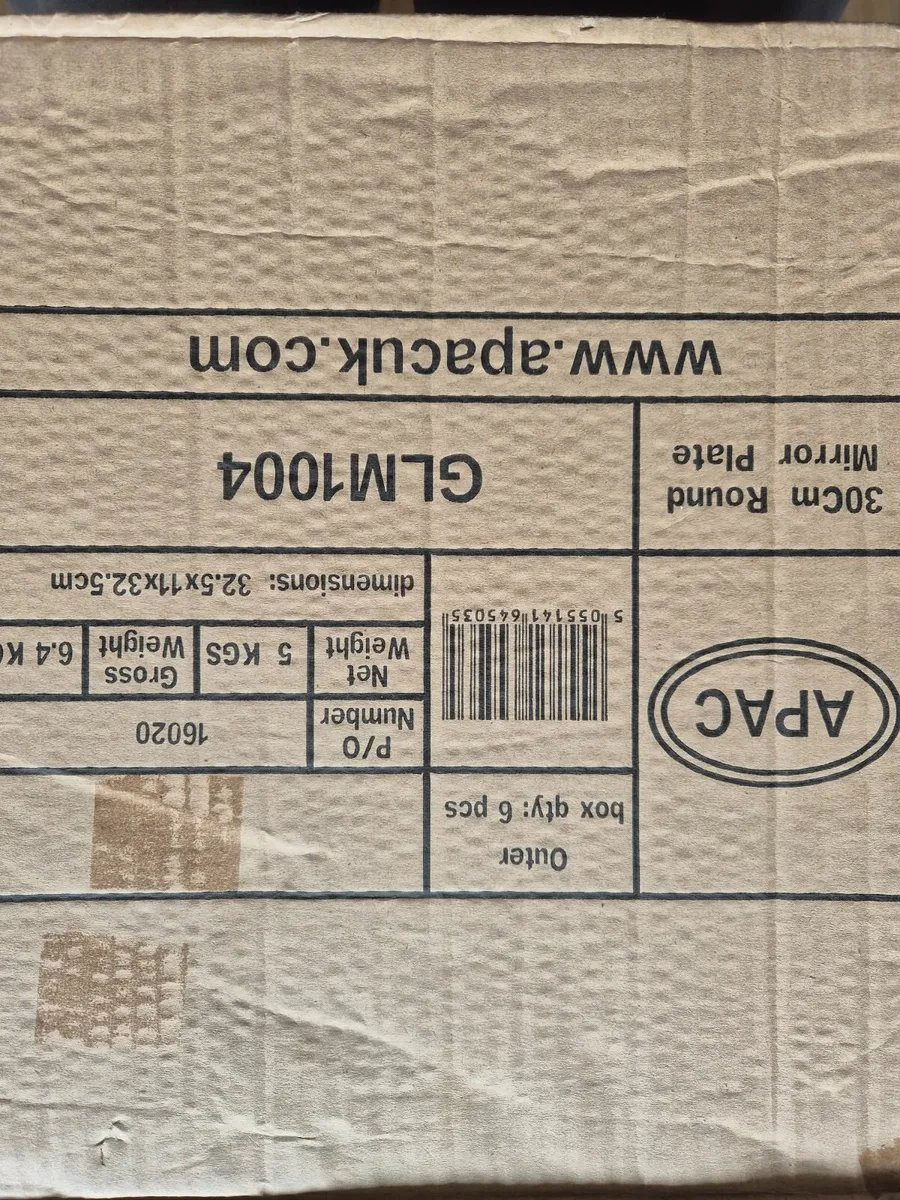 APAC
Outer
box qty: 6 pcs
5 055141 645035
P/O
Number
16020
Net
Weight
5 KGS
Gross
Weight
6.4 K
dimensions: 32.5x11x32.5cm
30Cm Round
Mirror Plate
GLM1004
www.apacuk.com